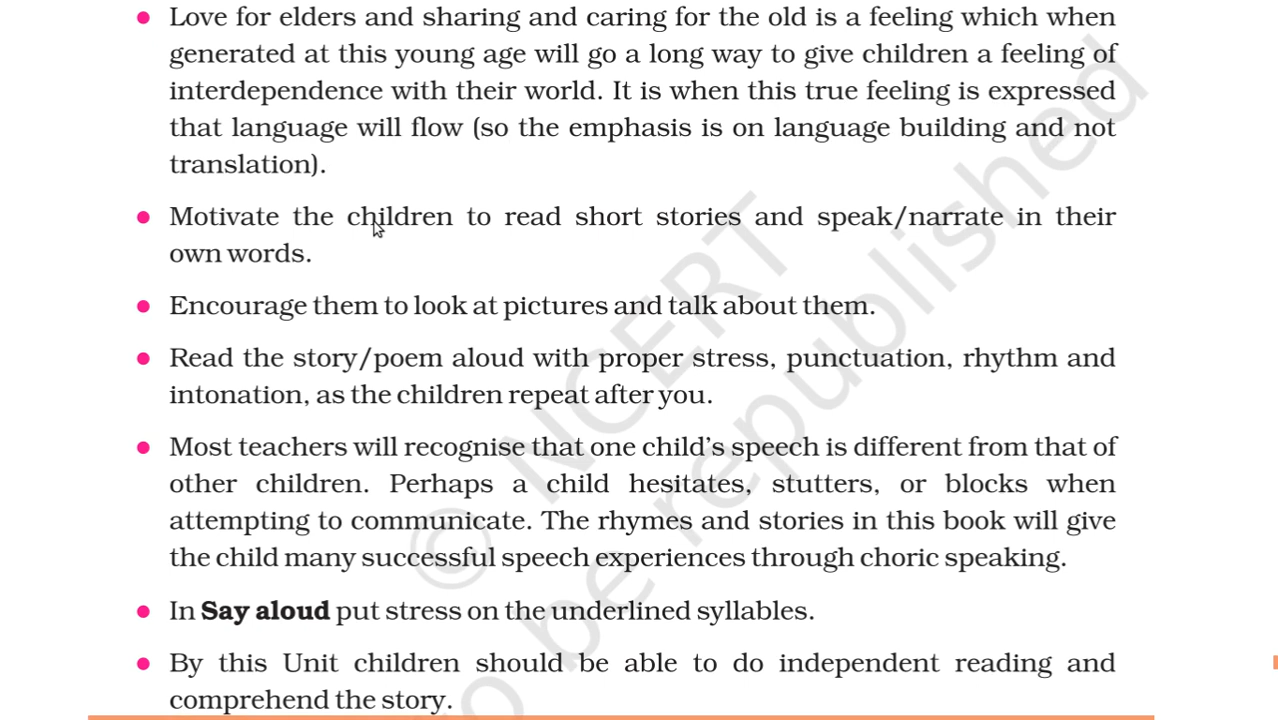 Love for elders and sharing and caring for the old is a feeling which when
generated at this young age will go a long way to give children a feeling of
interdependence with their world. It is when this true feeling is expressed
that language will flow (so the emphasis is on language building and not
translation).
Motivate the children to read short stories and speak/narrate in their
own words.
Encourage them to look at pictures and talk about them.
Read the story/poem aloud with proper stress, punctuation, rhythm and
intonation, as the children repeat after you.
Most teachers will recognise that one child's speech is different from that of
other children. Perhaps a child hesitates, stutters, or blocks when
attempting to communicate. The rhymes and stories in this book will give
the child many successful speech experiences through choric speaking.
In Say aloud put stress on the underlined syllables.
By this Unit children should be able to do independent reading and
comprehend the story.
© NCERT
to be republished